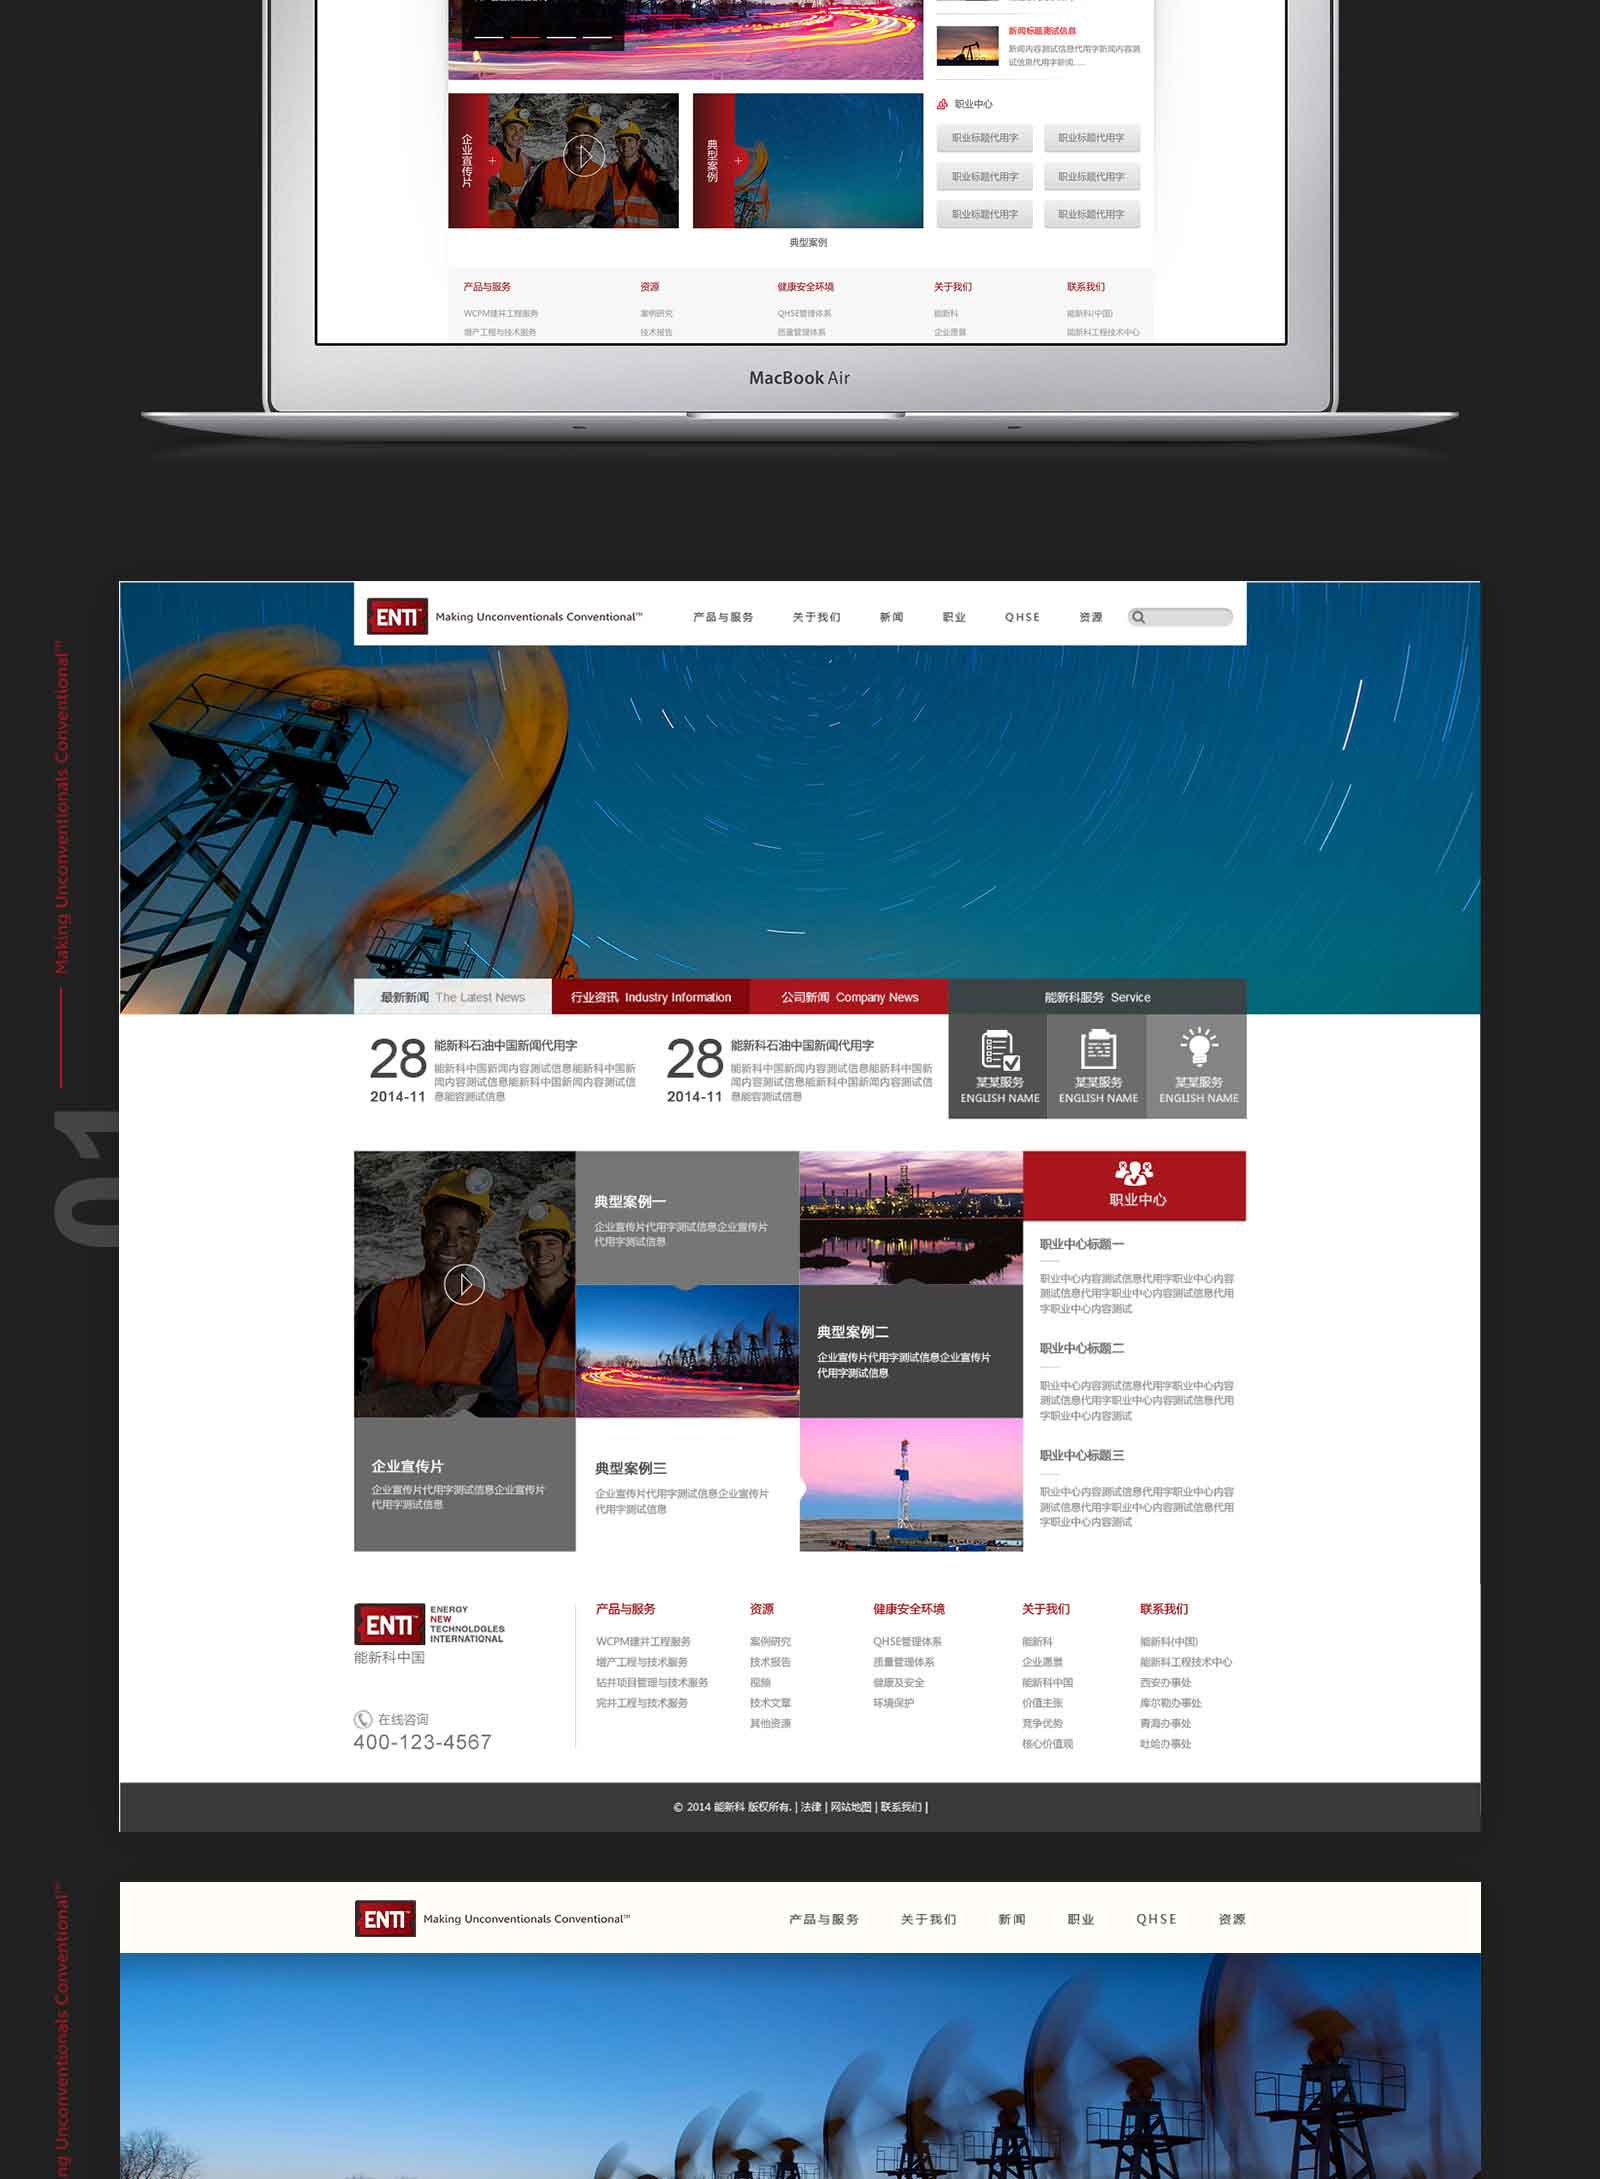 新闻标题测试信息
新闻内容测试信息代用字新闻内容测
试信息代用字新闻......
企业宣传片
典型案例
职业中心
职业标题代用字
职业标题代用字
职业标题代用字
职业标题代用字
职业标题代用字
职业标题代用字
典型案例
产品与服务
资源
健康安全环境
关于我们
联系我们
WCPM建井工程服务
案例研究
QHSE管理体系
能新科
能新科(中国)
增产工程与技术服务
技术报告
质量管理体系
企业愿景
能新科工程技术中心
MacBook Air
Making Unconventionals Conventional™
01
ENTI™ Making Unconventionals Conventional™
产品与服务
关于我们
新闻
职业
QHSE
资源
最新新闻 The Latest News
行业资讯 Industry Information
公司新闻 Company News
能新科服务 Service
28
2014-11
能新科石油中国新闻代用字
能新科中国新闻内容测试信息能新科中国新
闻内容测试信息能新科中国新闻内容测试信
息能容测试信息
28
2014-11
能新科石油中国新闻代用字
能新科中国新闻内容测试信息能新科中国新
闻内容测试信息能新科中国新闻内容测试信
息能容测试信息
某某服务
ENGLISH NAME
某某服务
ENGLISH NAME
某某服务
ENGLISH NAME
典型案例一
企业宣传片代用字测试信息企业宣传片
代用字测试信息
职业中心
典型案例二
企业宣传片代用字测试信息企业宣传片
代用字测试信息
企业宣传片
企业宣传片代用字测试信息企业宣传片
代用字测试信息
典型案例三
企业宣传片代用字测试信息企业宣传片
代用字测试信息
职业中心标题一
职业中心内容测试信息代用字职业中心内容
测试信息代用字职业中心内容测试信息代用
字职业中心内容测试
职业中心标题二
职业中心内容测试信息代用字职业中心内容
测试信息代用字职业中心内容测试信息代用
字职业中心内容测试
职业中心标题三
职业中心内容测试信息代用字职业中心内容
测试信息代用字职业中心内容测试信息代用
字职业中心内容测试
ENTI™
ENERGY
NEW
TECHNOLOGLES
INTERNATIONAL
能新科中国
在线咨询
400-123-4567
产品与服务
WCPM建井工程服务
增产工程与技术服务
钻井项目管理与技术服务
完井工程与技术服务
资源
案例研究
技术报告
视频
技术文章
其他资源
健康安全环境
QHSE管理体系
质量管理体系
健康及安全
环境保护
关于我们
能新科
企业愿景
能新科中国
价值主张
竞争优势
核心价值观
联系我们
能新科(中国)
能新科工程技术中心
西安办事处
库尔勒办事处
青海办事处
吐哈办事处
© 2014 能新科 版权所有. | 法律 | 网站地图 | 联系我们 |
ng Unconventionals Conventional™
ENTI™ Making Unconventionals Conventional™
产品与服务
关于我们
新闻
职业
QHSE
资源